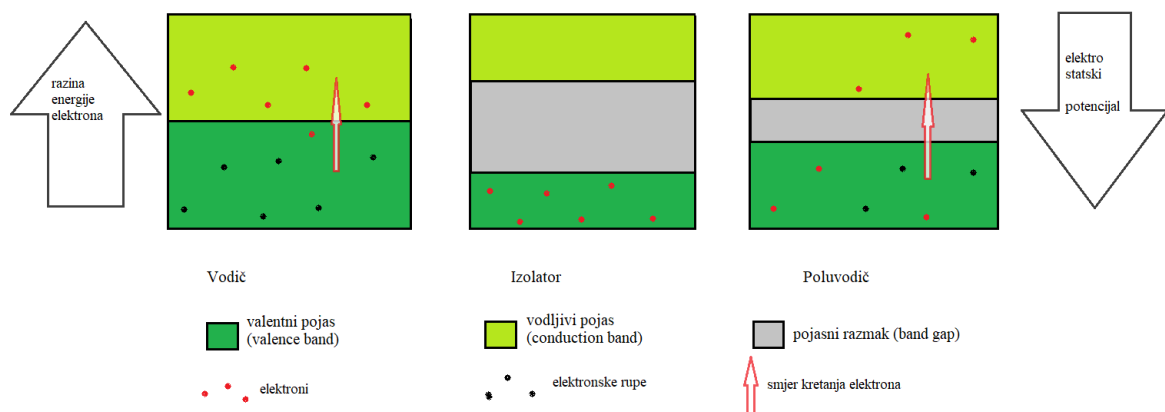 razina
energije
elektrona
elektro
statski
potencijal
Vodič
Izolator
Poluvodič
valentni pojas
(valence band)
vodljivi pojas
(conduction band)
pojasni razmak (band gap)
elektroni
elektronske rupe
smjer kretanja elektrona